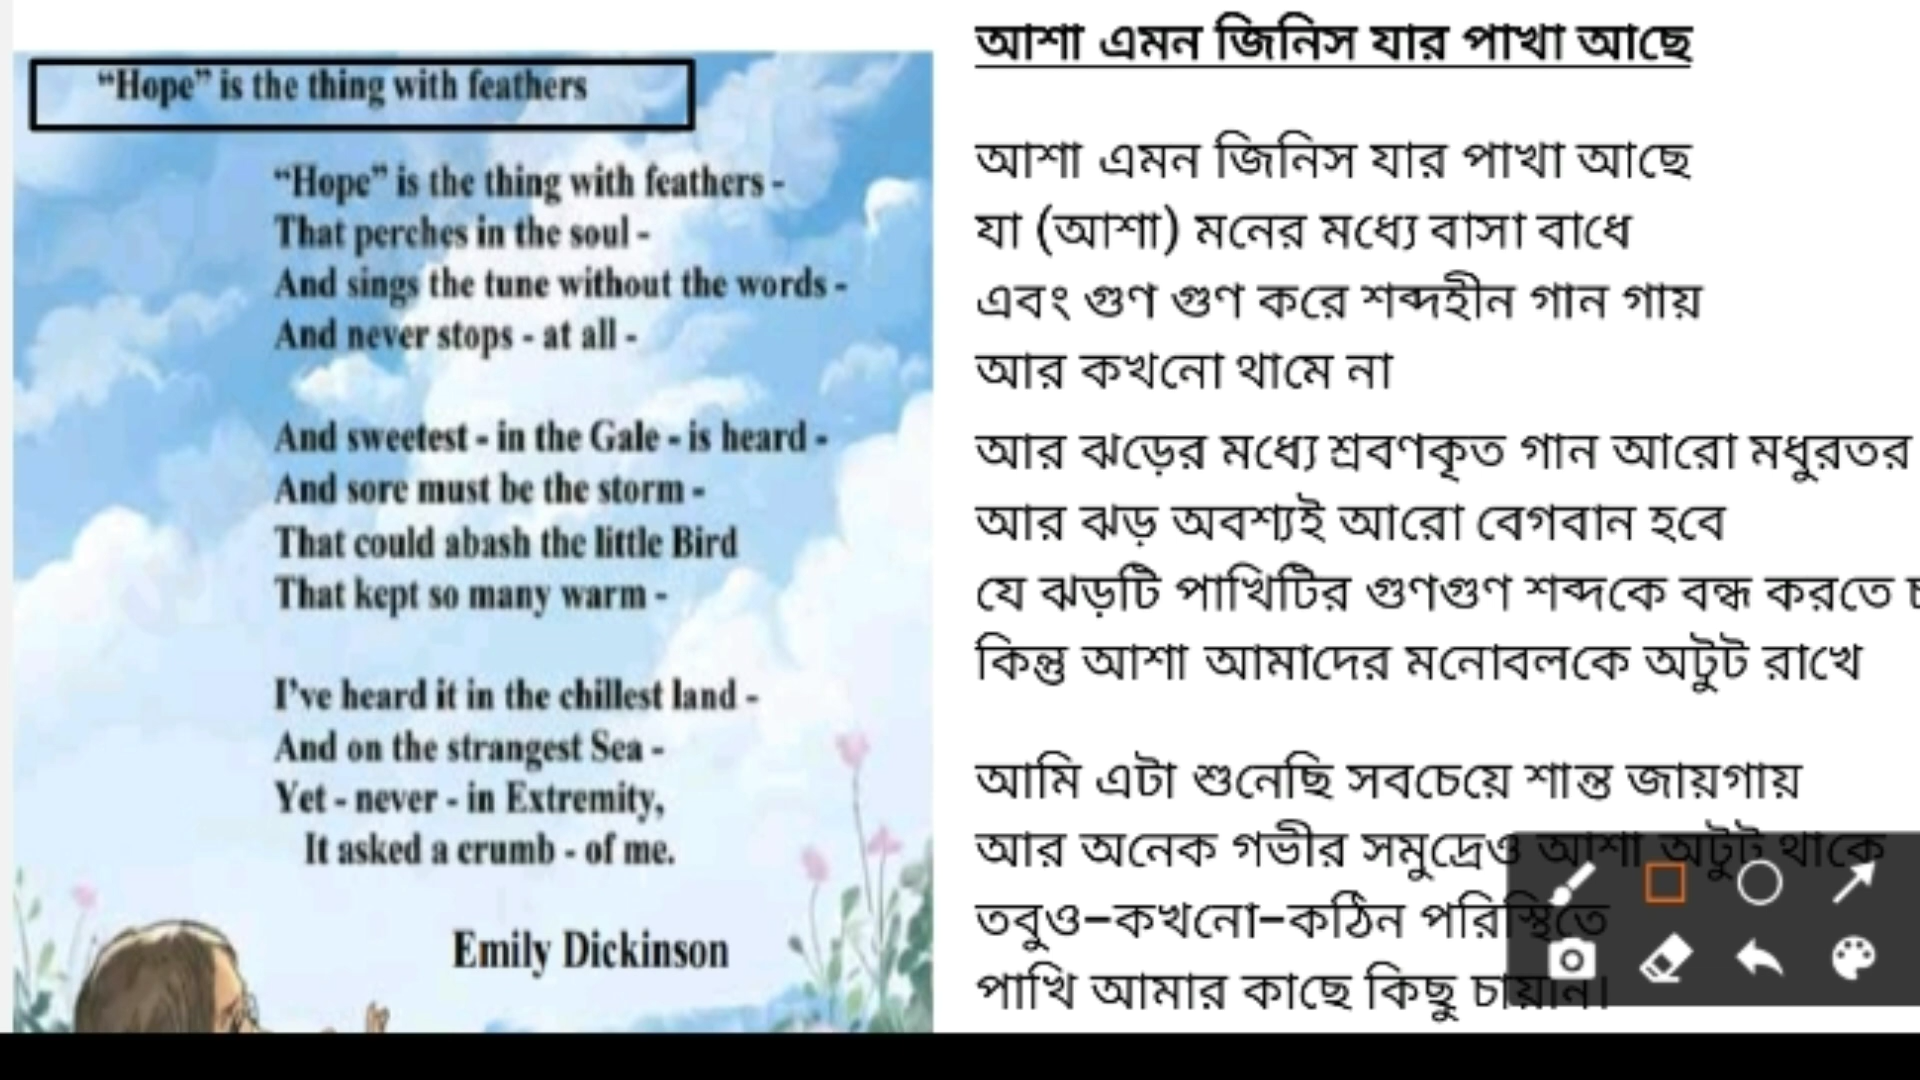 “Hope” is the thing with feathers
“Hope” is the thing with feathers -
That perches in the soul -
And sings the tune without the words -
And never stops - at all -
And sweetest - in the Gale - is heard -
And sore must be the storm -
That could abash the little Bird
That kept so many warm -
I’ve heard it in the chillest land -
And on the strangest Sea -
Yet - never - in Extremity,
It asked a crumb - of me.
Emily Dickinson
আশা এমন জিনিস যার পাখা আছে
আশা এমন জিনিস যার পাখা আছে
যা (আশা) মনের মধ্যে বাসা বাধে
এবং গুণ গুণ করে শব্দহীন গান গায়
আর কখনো থামে না
আর ঝড়ের মধ্যে শ্রবণকৃত গান আরো মধুরতর
আর ঝড় অবশ্যই আরো বেগবান হবে
যে ঝড়টি পাখিটির গুণগুণ শব্দকে বন্ধ করতে
কিন্তু আশা আমাদের মনোবলকে অটুট রাখে
আমি এটা শুনেছি সবচেয়ে শান্ত জায়গায়
আর অনেক গভীর সমুদ্রেও আশা অটুট থাকে
তবুও–কখনো–কঠিন পরিস্থিতে
পাখি আমার কাছে কিছু চায়নি।